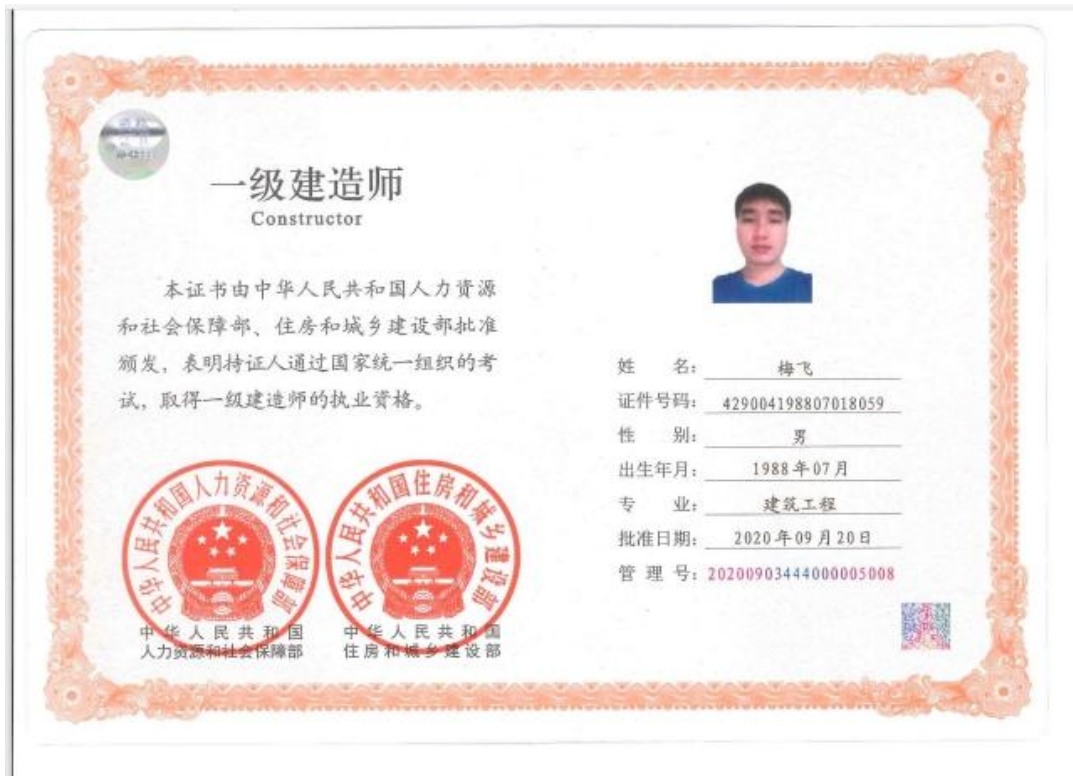 一级建造师
Constructor
本证书由中华人民共和国人力资源
和社会保障部、住房和城乡建设部批准
颁发，表明持证人通过国家统一组织的考
试，取得一级建造师的执业资格。
中华人民共和国人力资源和社会保障部
中华人民共和国
人力资源和社会保障部
中华人民共和国住房和城乡建设部
中华人民共和国
住房和城乡建设部
姓 名： 梅飞
证件号码： 429004198807018059
性 别： 男
出生年月： 1988年07月
专 业： 建筑工程
批准日期： 2020年09月20日
管 理 号： 20200903444000005008